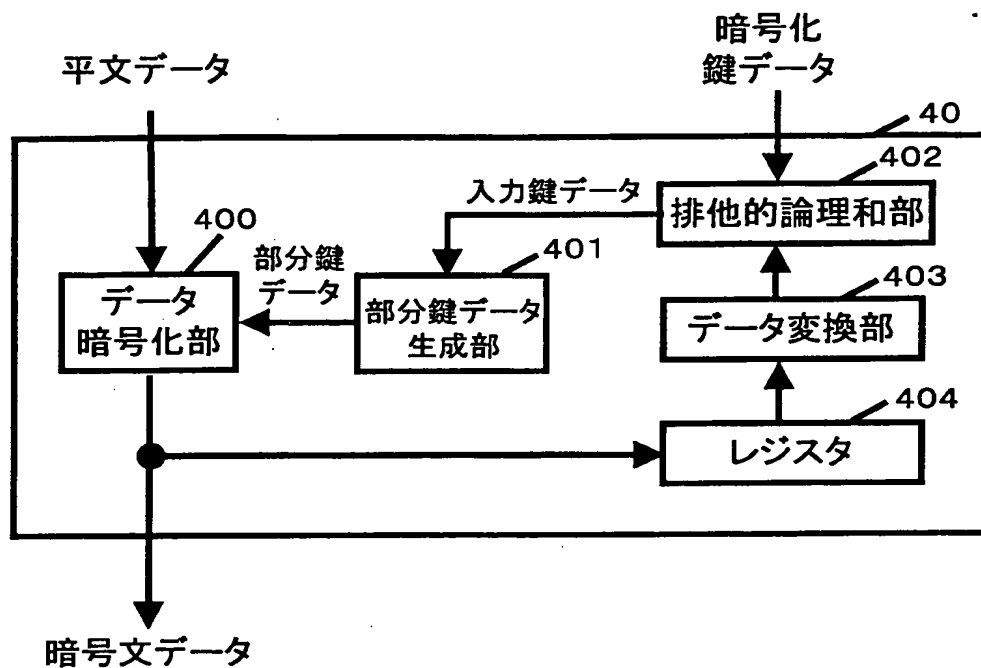 平文データ
暗号化
鍵データ
40
402
入力鍵データ
排他的論理和部
400
部分鍵
データ
401
403
データ
暗号化部
部分鍵データ
生成部
データ変換部
404
レジスタ
暗号文データ